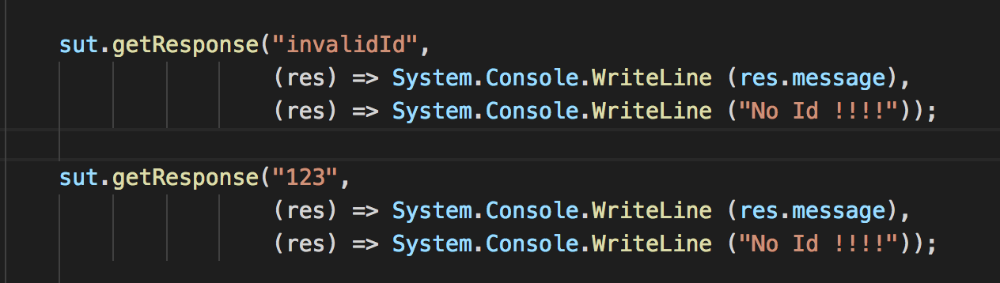 sut.getResponse("invalidId",
(res) => System.Console.WriteLine (res.message),
(res) => System.Console.WriteLine ("No Id !!!!"));
sut.getResponse("123",
(res) => System.Console.WriteLine (res.message),
(res) => System.Console.WriteLine ("No Id !!!!"));